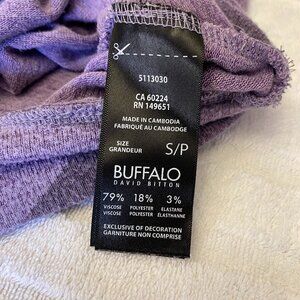 5113030
CA 60224
RN 149651
MADE IN CAMBODIA
FABRIQUÉ AU CAMBODGE
SIZE
GRANDEUR S/P
BUFFALO
DAVID BITTON
79% 18% 3%
VISCOSE POLYESTER ELASTANE
VISCOSE POLYESTER ÉLASTHANNE
EXCLUSIVE OF DECORATION
GARNITURE NON COMPRISE